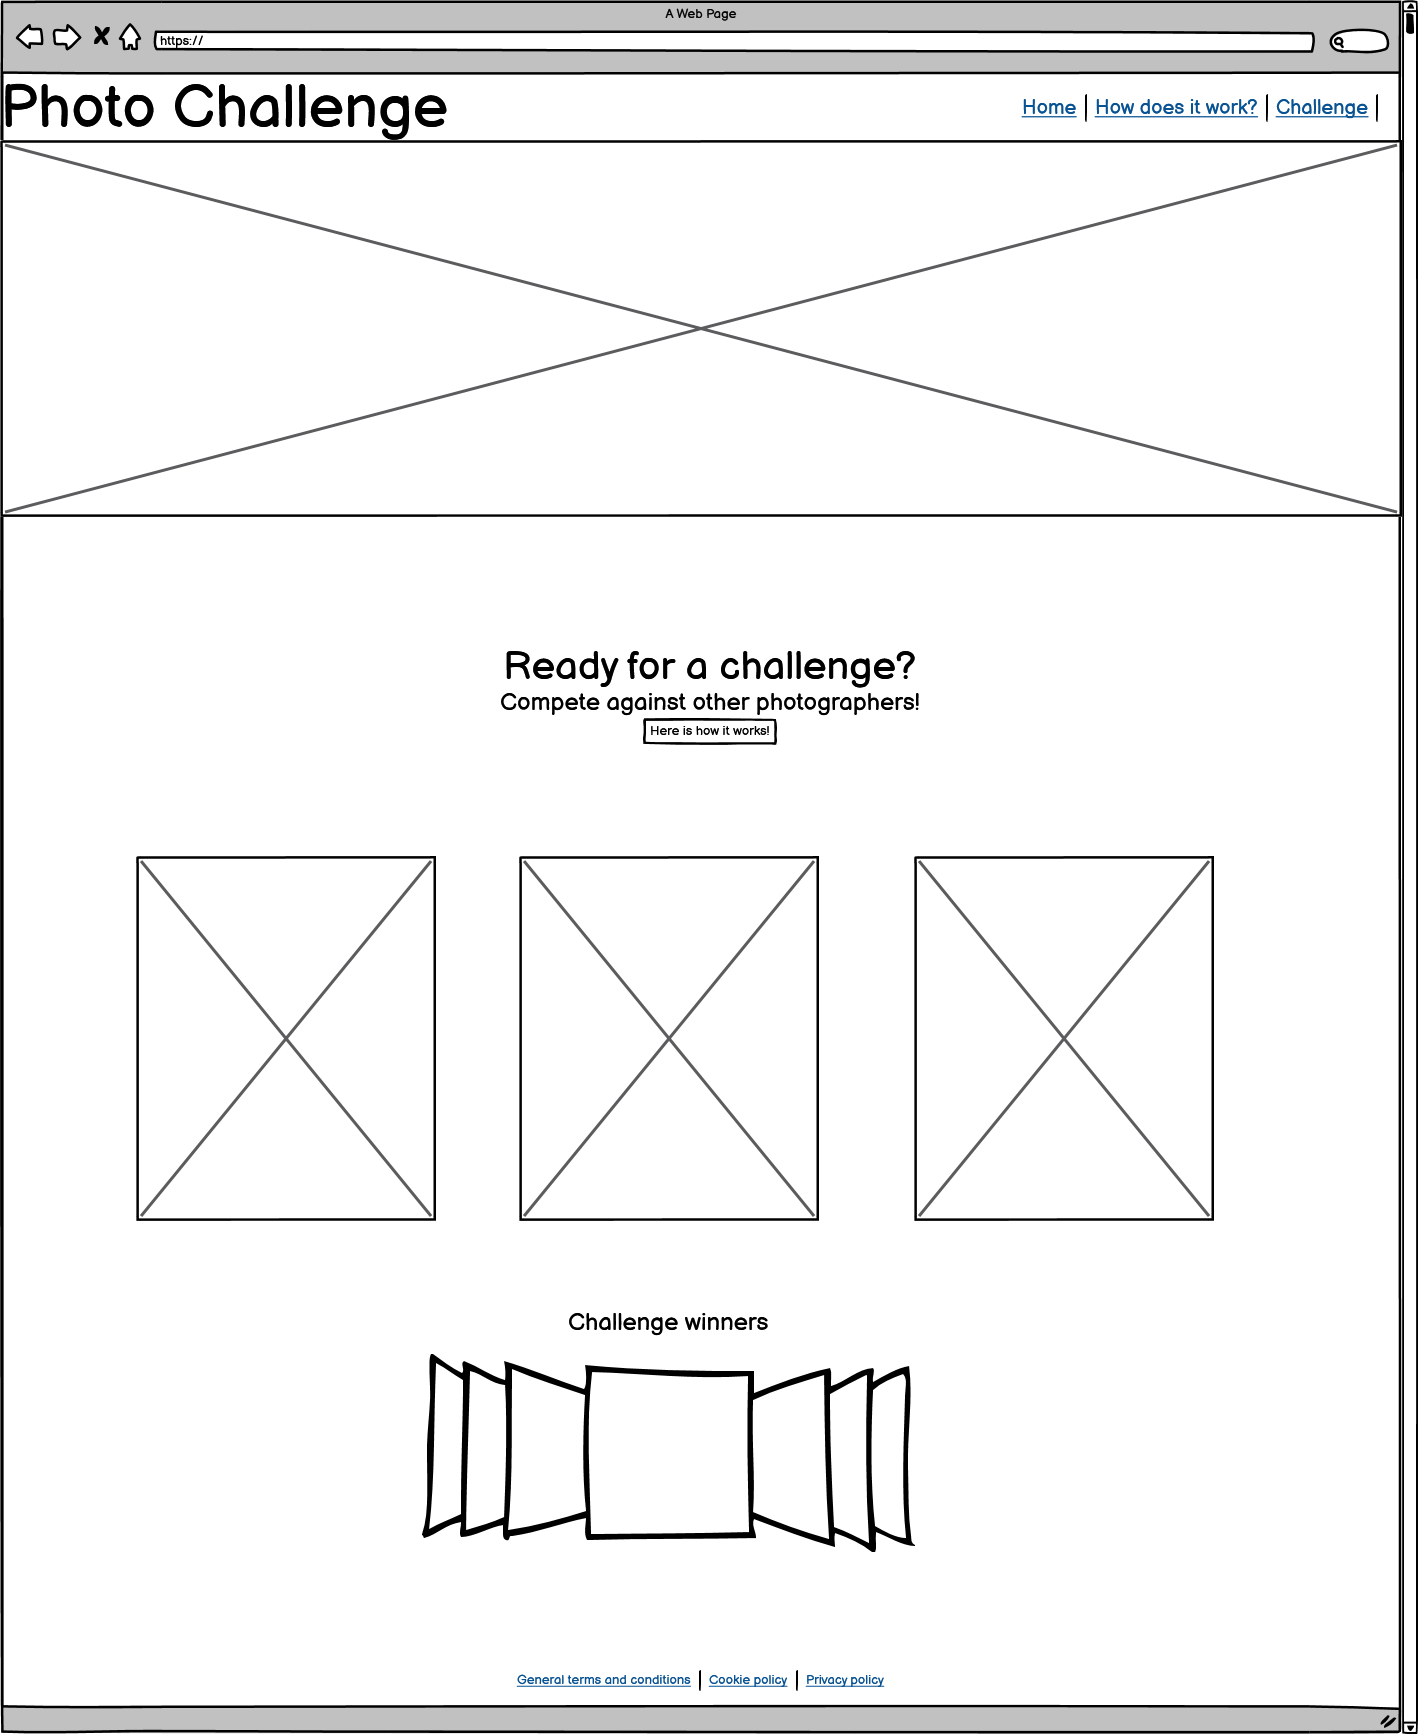 A Web Page
https://
Photo Challenge
Home | How does it work? | Challenge |
Ready for a challenge?
Compete against other photographers!
Here is how it works!
Challenge winners
General terms and conditions | Cookie policy | Privacy policy